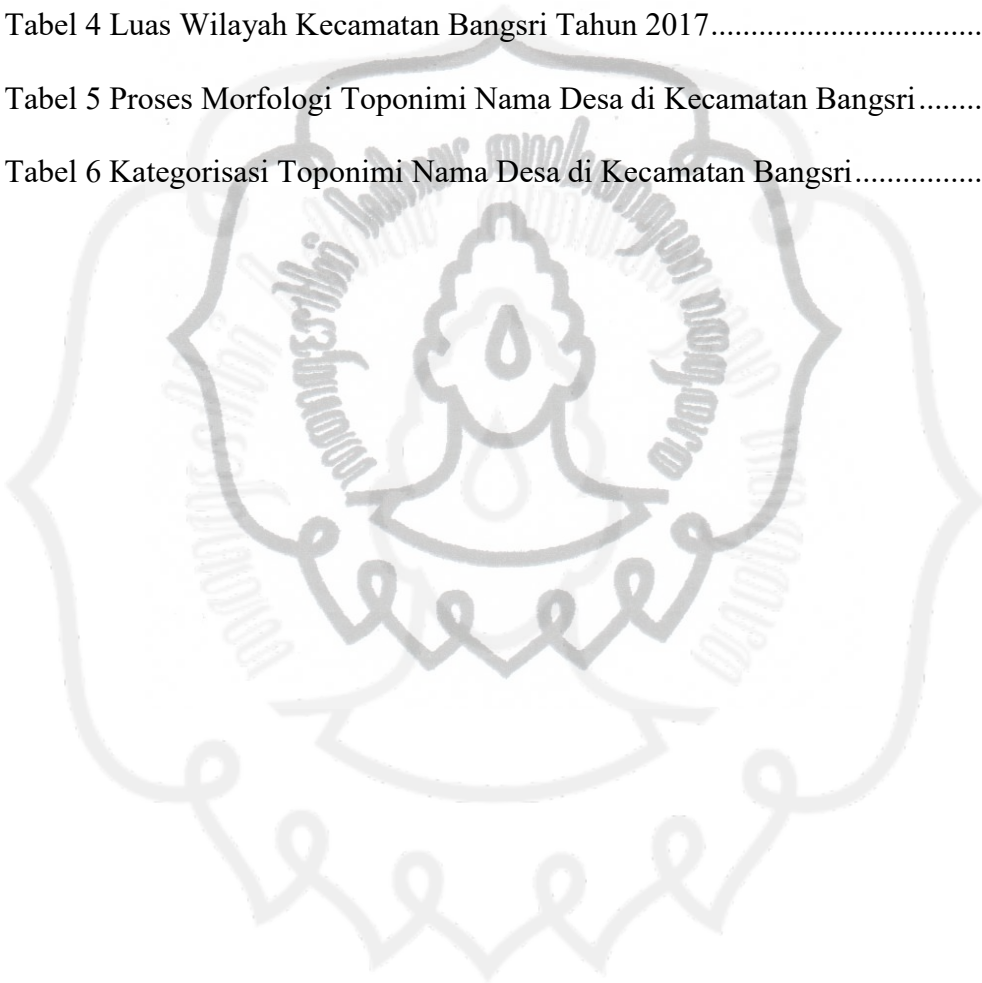 Tabel 4 Luas Wilayah Kecamatan Bangsri Tahun 2017..................................
Tabel 5 Proses Morfologi Toponimi Nama Desa di Kecamatan Bangsri........
Tabel 6 Kategorisasi Toponimi Nama Desa di Kecamatan Bangsri................